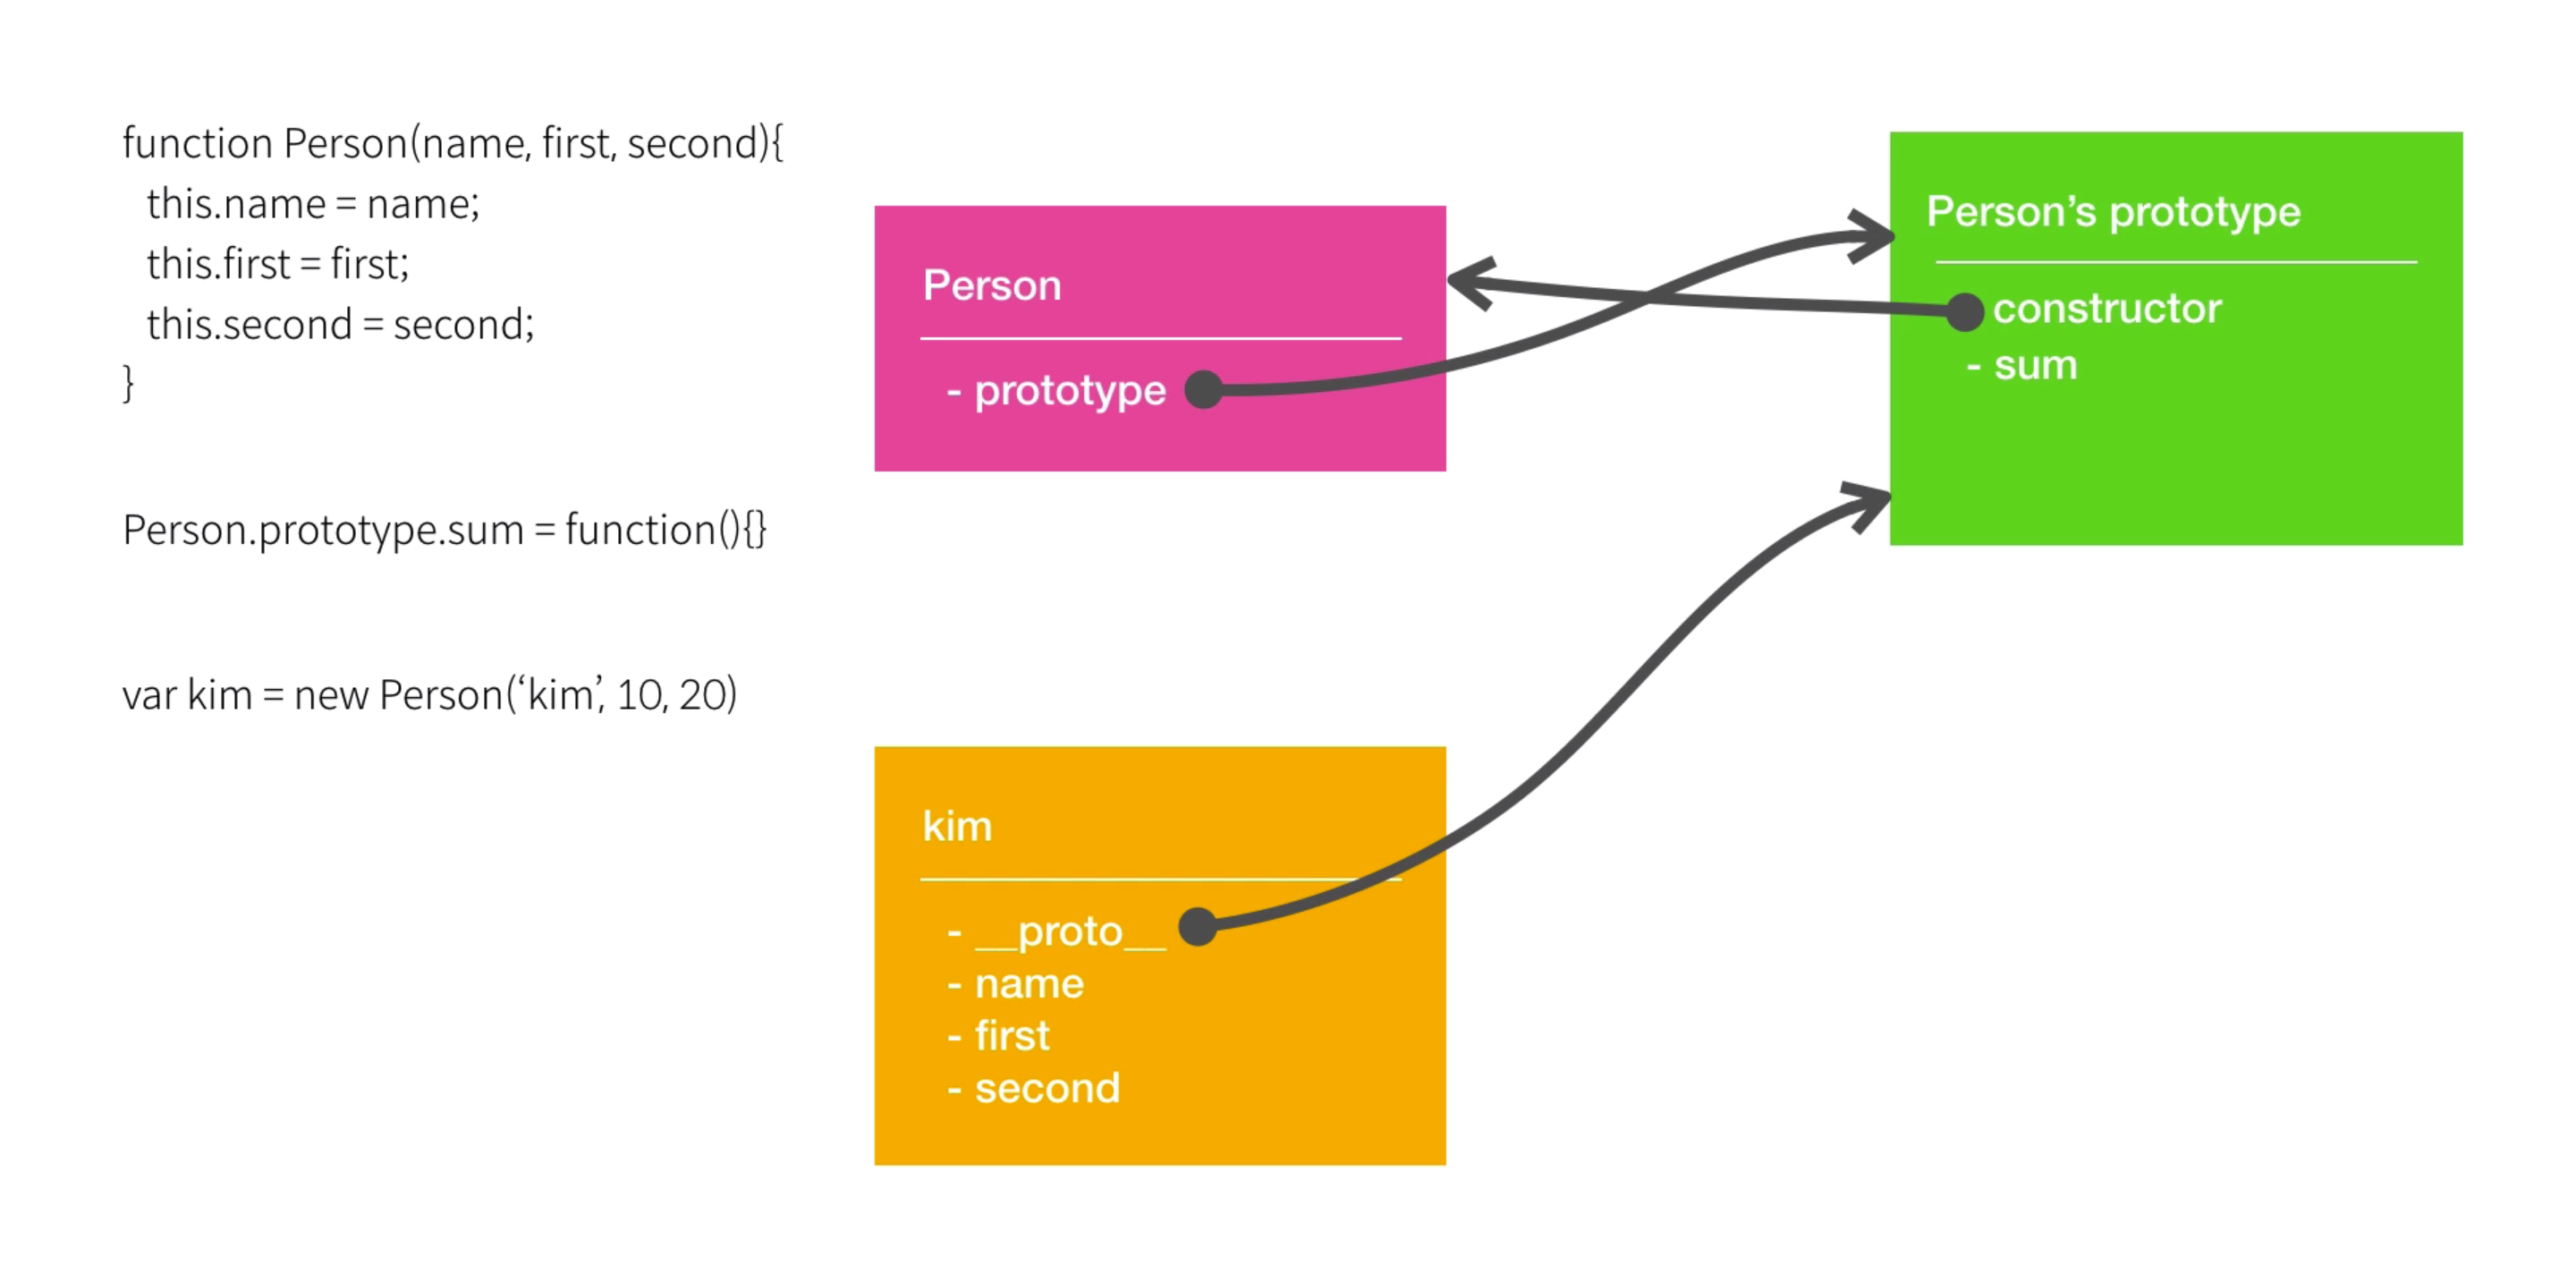 function Person(name, first, second){
this.name = name;
this.first = first;
this.second = second;
}
Person.prototype.sum = function(){}
var kim = new Person(‘kim’, 10, 20)
Person
- prototype
Person’s prototype
constructor
- sum
kim
- __proto__
- name
- first
- second